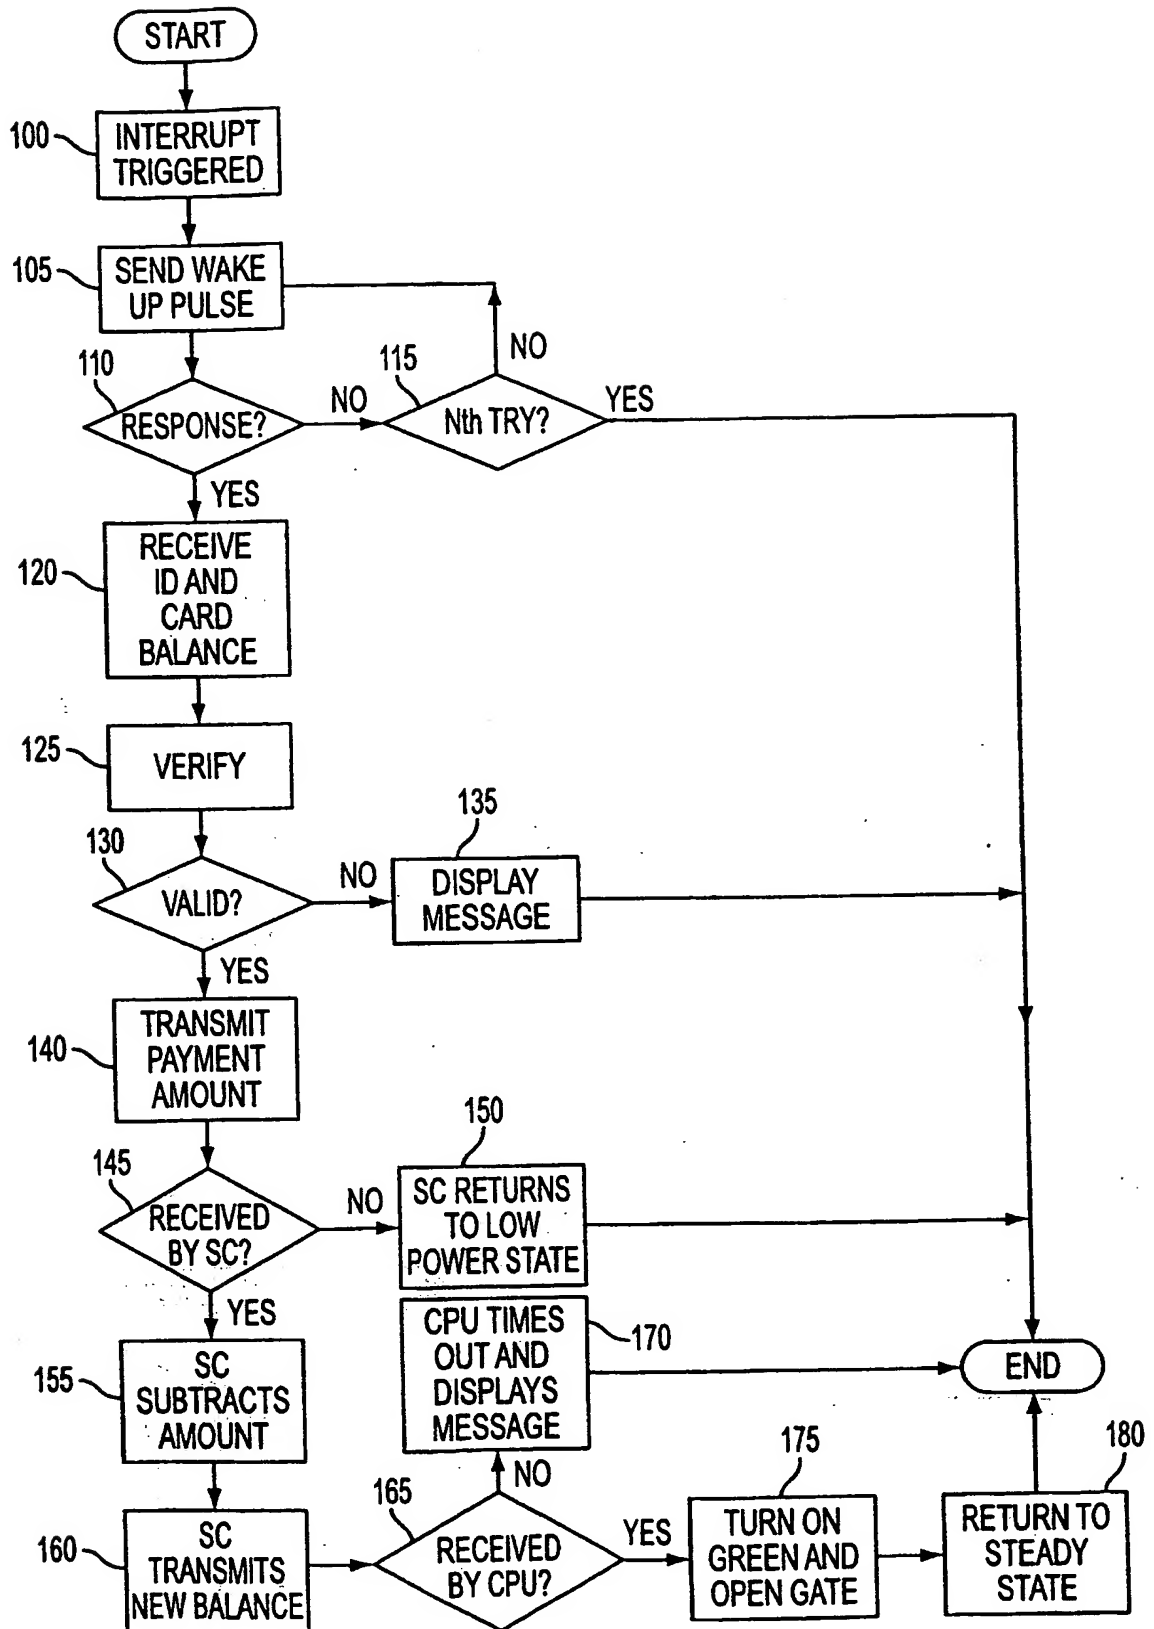 START
100
INTERRUPT
TRIGGERED
105
SEND WAKE
UP PULSE
NO
110
RESPONSE?
NO
115
Nth TRY?
YES
YES
120
RECEIVE
ID AND
CARD
BALANCE
125
VERIFY
130
VALID?
NO
135
DISPLAY
MESSAGE
YES
140
TRANSMIT
PAYMENT
AMOUNT
145
RECEIVED
BY SC?
NO
150
SC RETURNS
TO LOW
POWER STATE
YES
155
SC
SUBTRACTS
AMOUNT
CPU TIMES
OUT AND
DISPLAYS
MESSAGE
170
END
160
SC
TRANSMITS
NEW BALANCE
165
RECEIVED
BY CPU?
NO
YES
175
TURN ON
GREEN AND
OPEN GATE
180
RETURN TO
STEADY
STATE